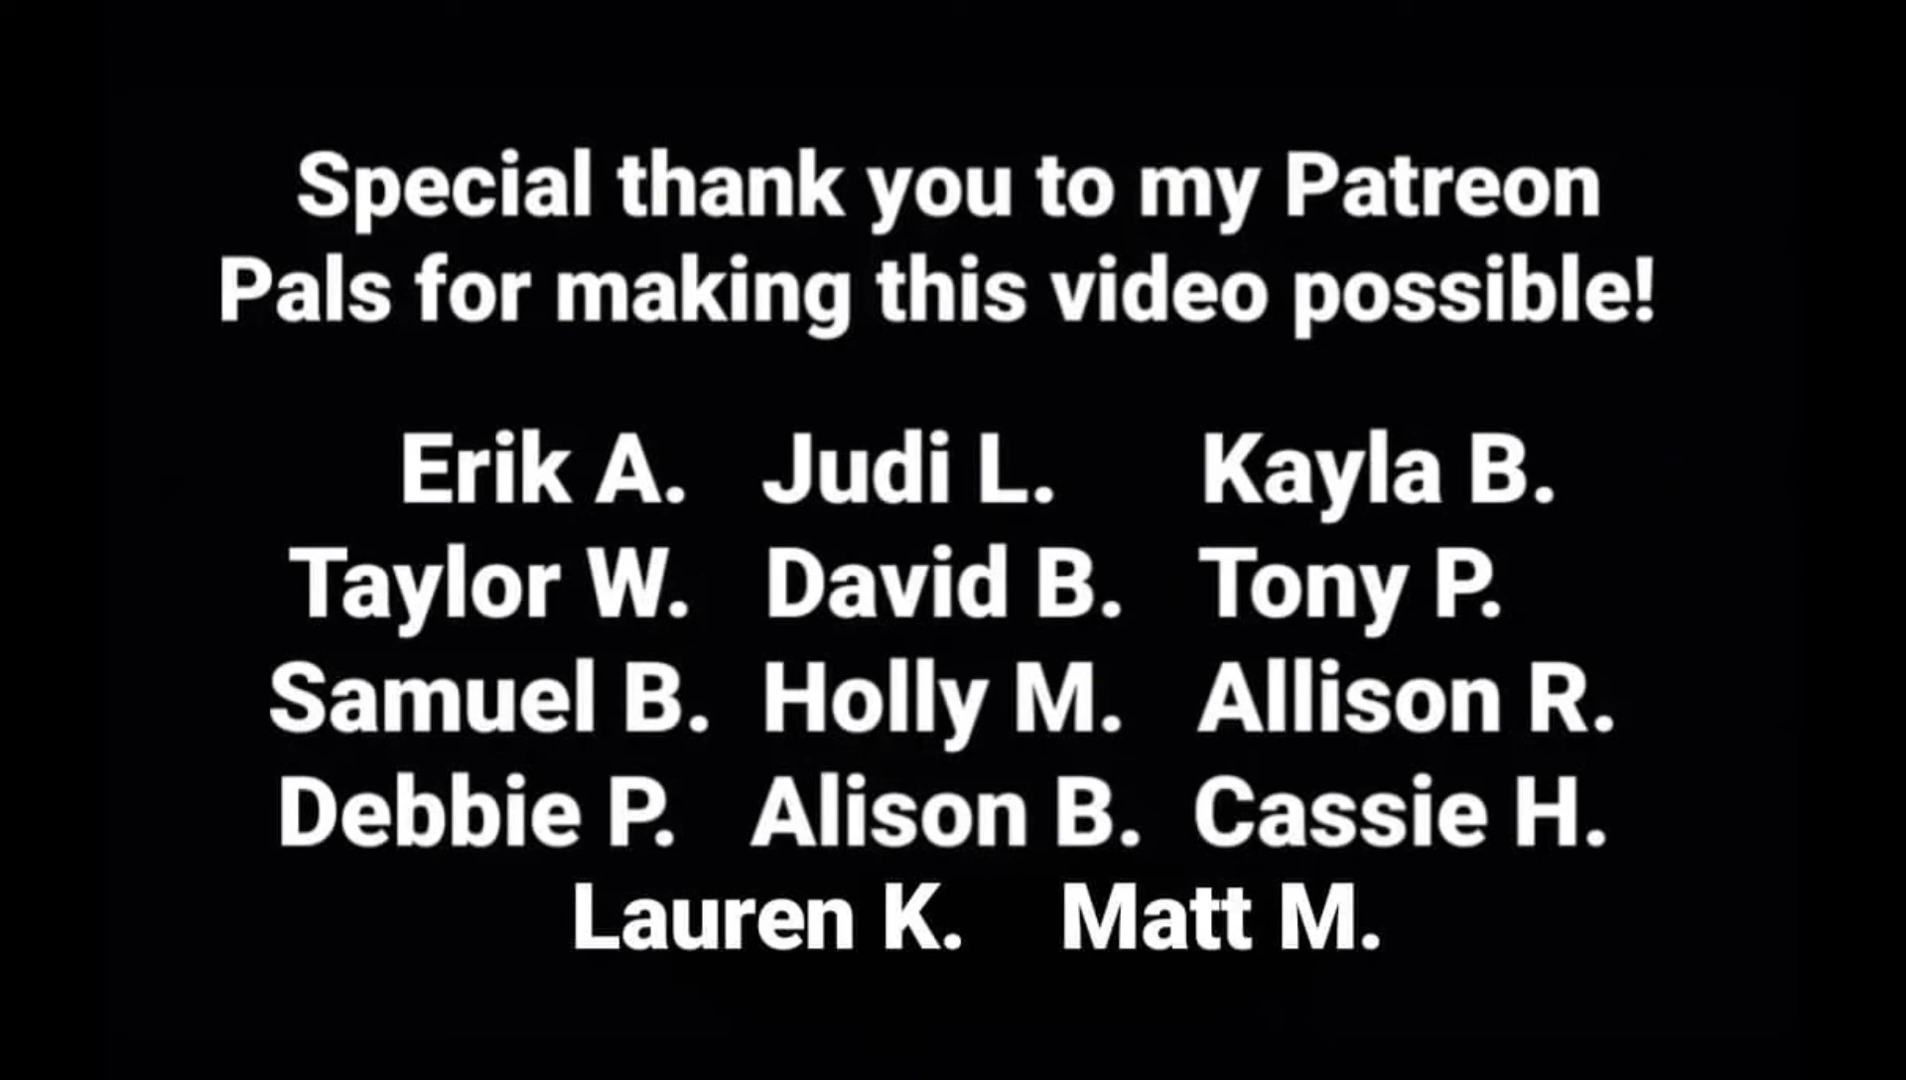 Special thank you to my Patreon
Pals for making this video possible!
Erik A. Judi L. Kayla B.
Taylor W. David B. Tony P.
Samuel B. Holly M. Allison R.
Debbie P. Alison B. Cassie H.
Lauren K. Matt M.